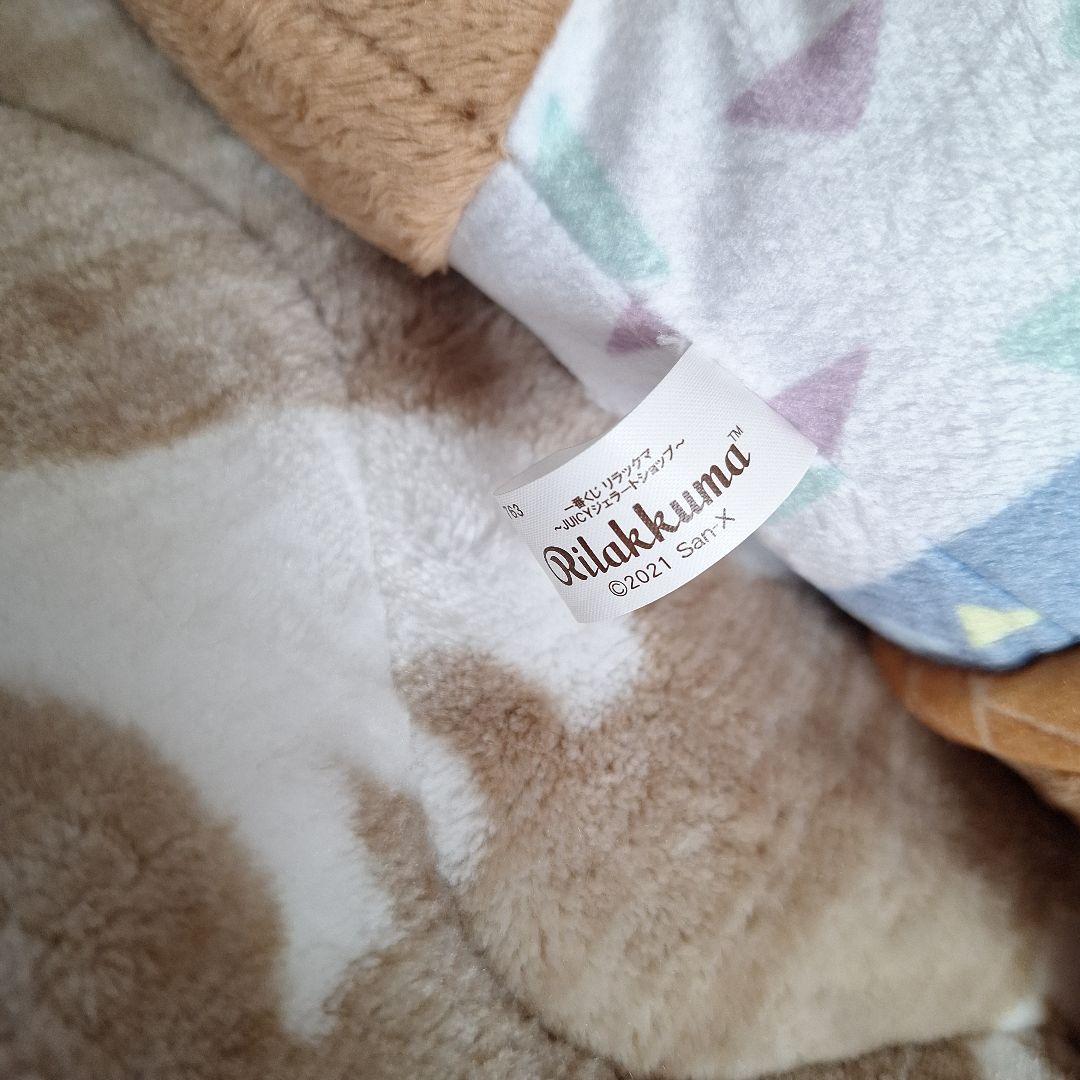 一番くじ リラックマ
~JUICYジェラートショップ~
Rilakkuma™
©2021 San-X
763